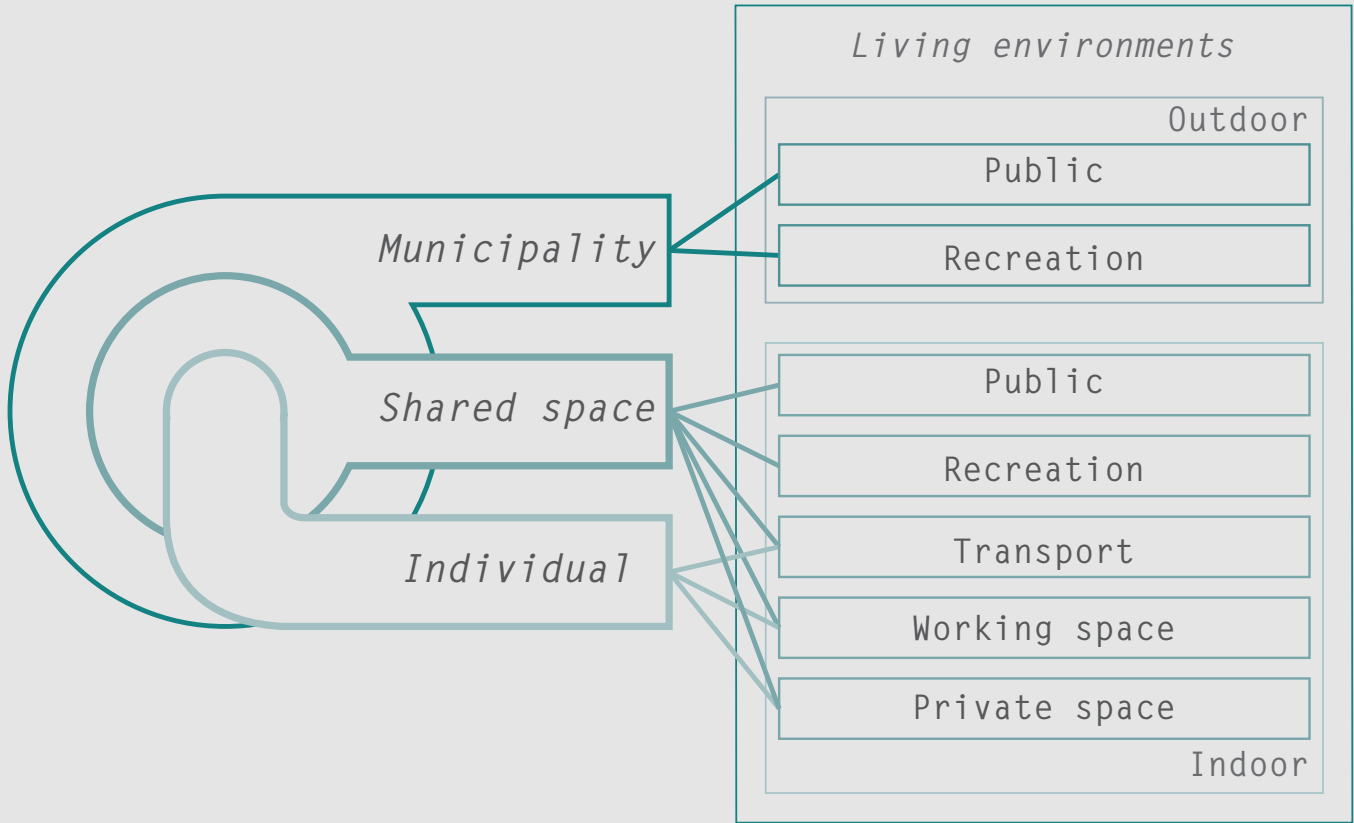 Living environments
Outdoor
Public
Recreation
Municipality
Shared space
Individual
Public
Recreation
Transport
Working space
Private space
Indoor